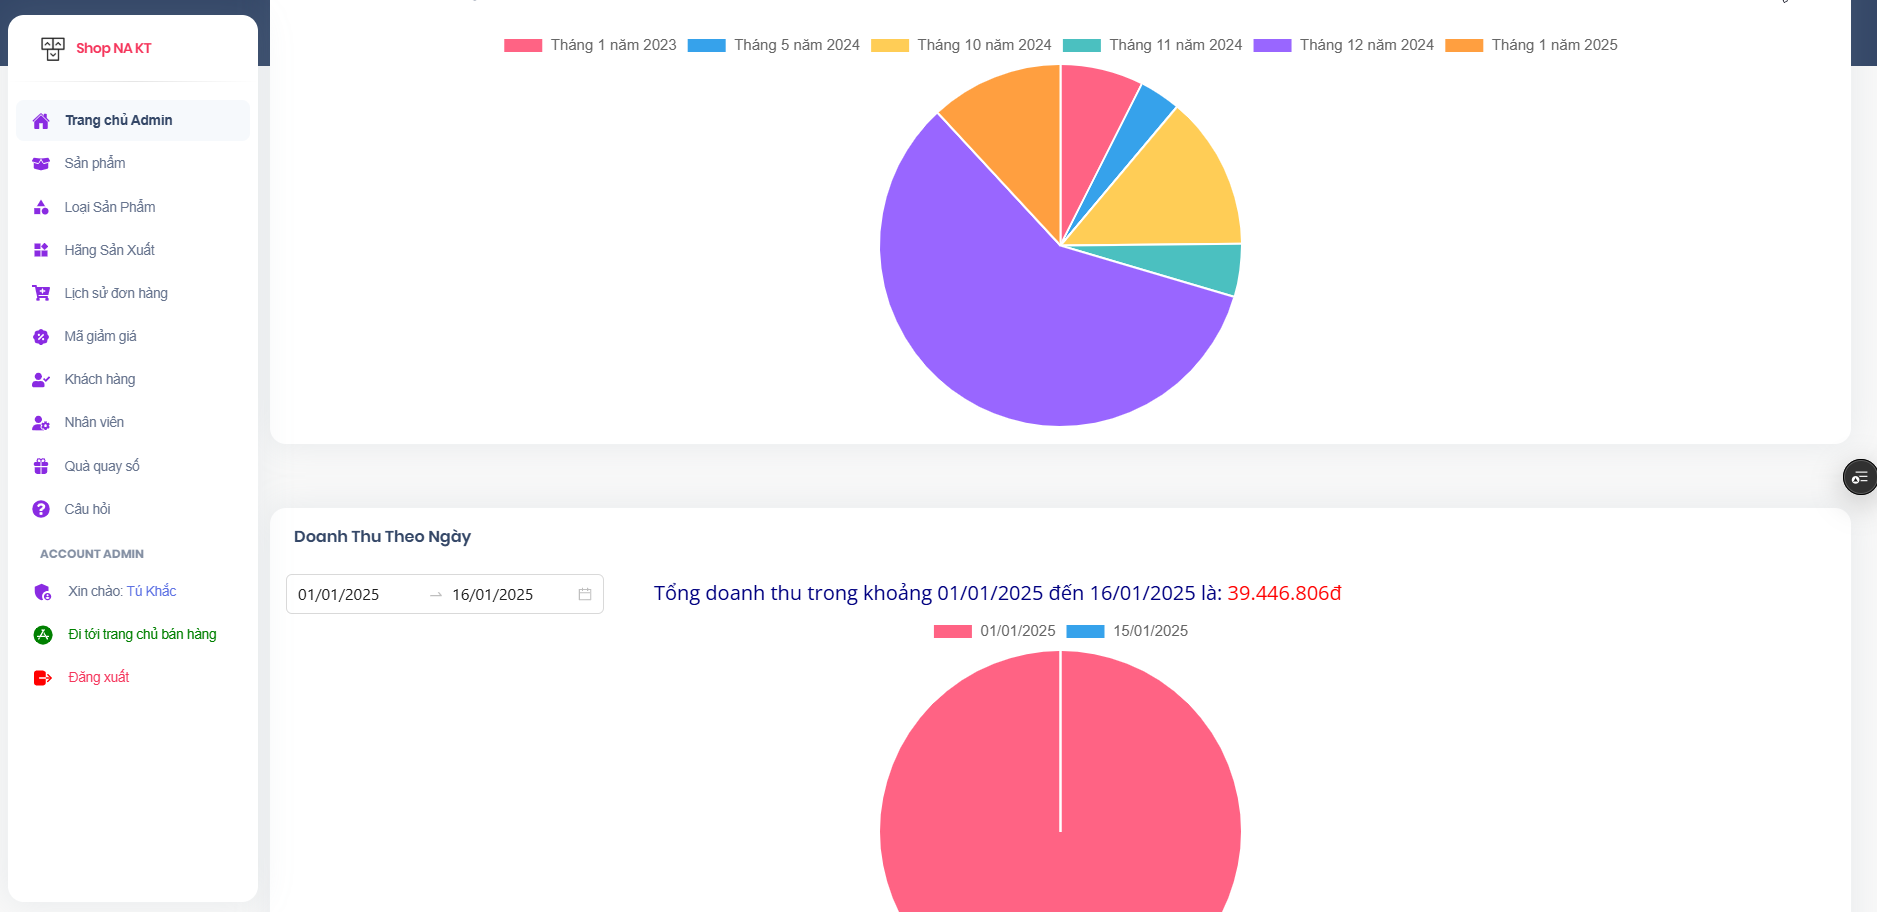 Shop NA KT
Trang chủ Admin
Sản phẩm
Loại Sản Phẩm
Hãng Sản Xuất
Lịch sử đơn hàng
Mã giảm giá
Khách hàng
Nhân viên
Quà quay số
Câu hỏi
ACCOUNT ADMIN
Xin chào: Tú Khắc
Đi tới trang chủ bán hàng
Đăng xuất
Tháng 1 năm 2023 Tháng 5 năm 2024 Tháng 10 năm 2024 Tháng 11 năm 2024 Tháng 12 năm 2024 Tháng 1 năm 2025
Doanh Thu Theo Ngày
01/01/2025 → 16/01/2025
Tổng doanh thu trong khoảng 01/01/2025 đến 16/01/2025 là: 39.446.806đ
01/01/2025 15/01/2025